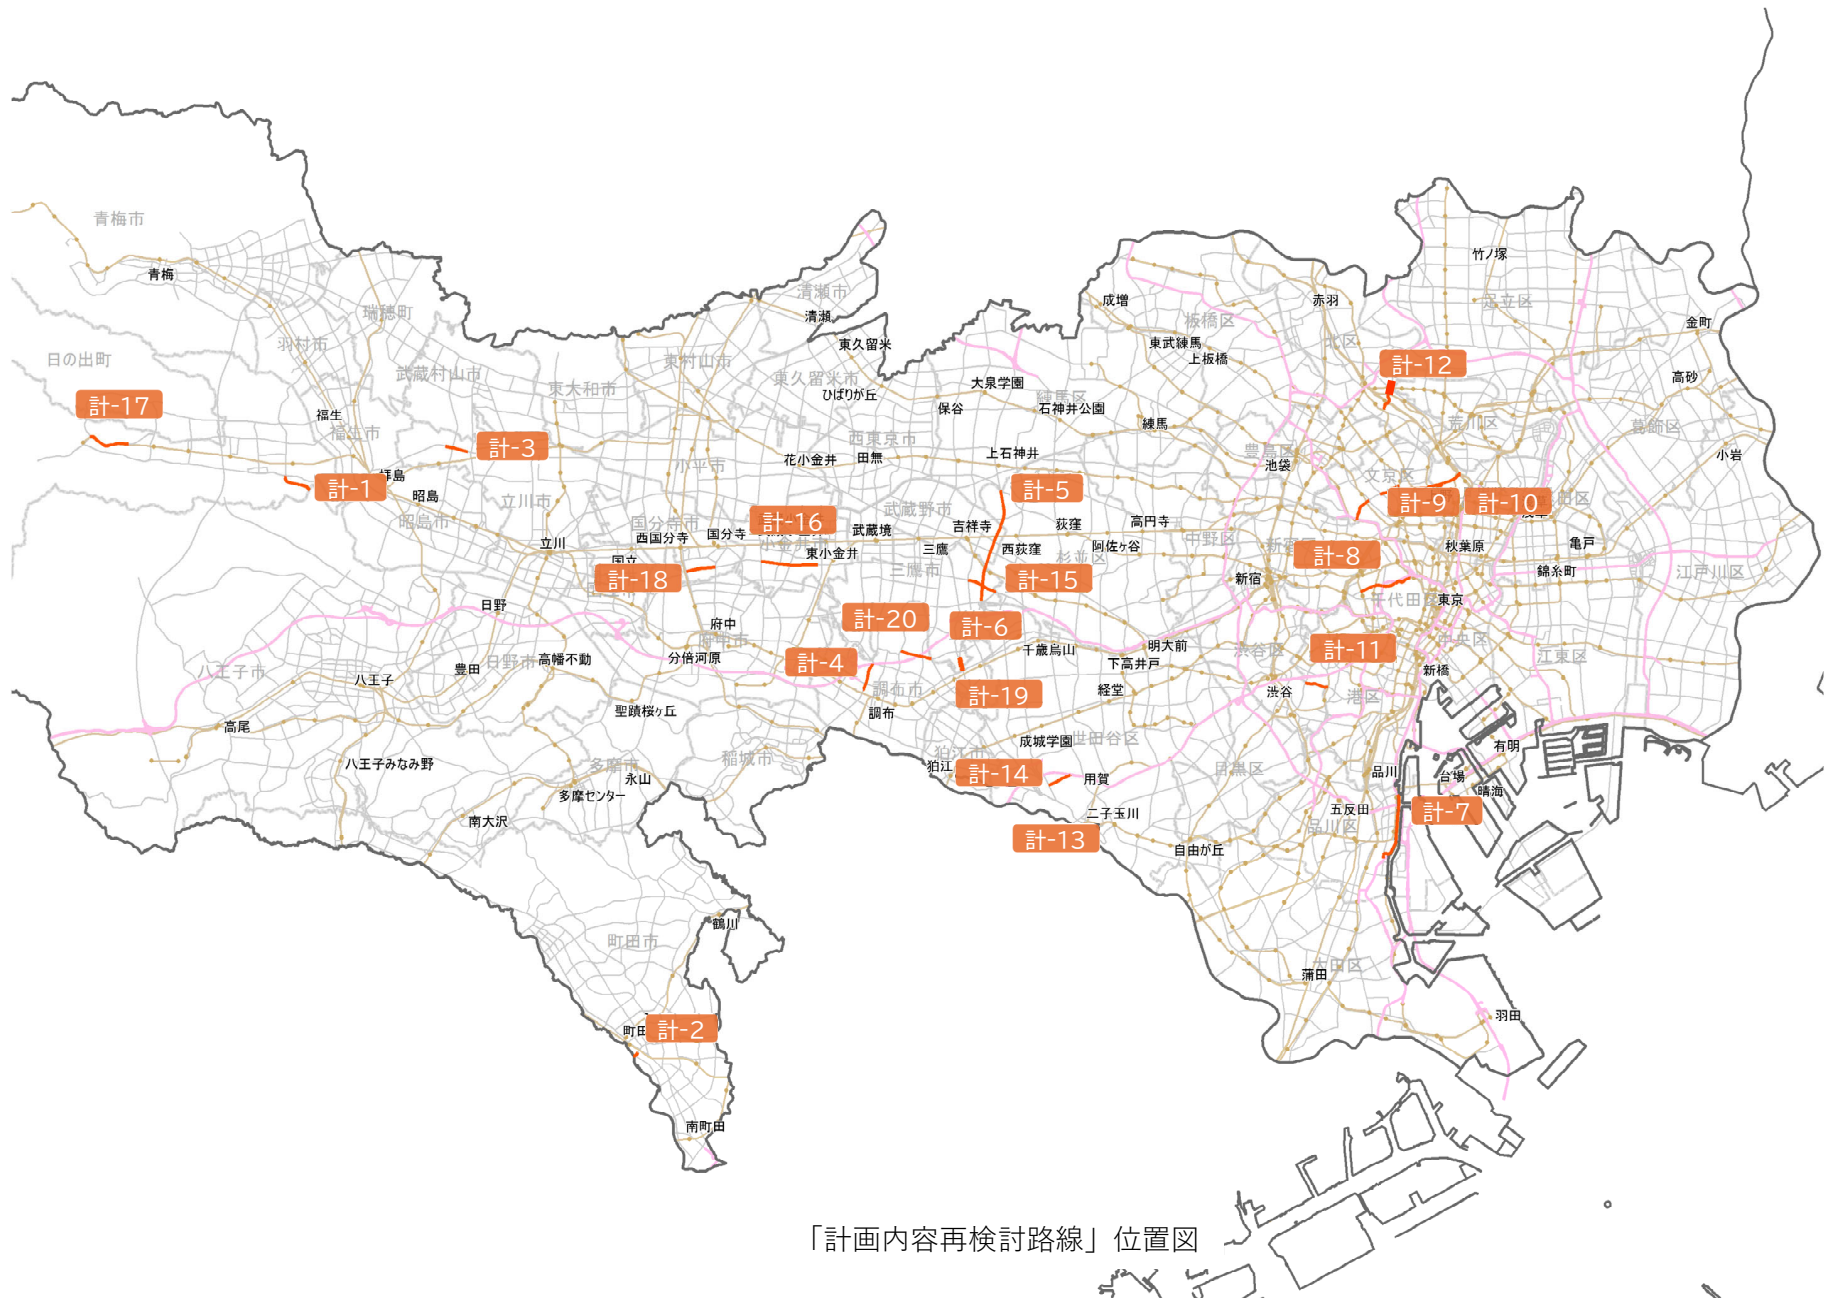 青梅市
青梅
瑞穂町
羽村市
日の出町
武蔵村山市
東大和市
東村山市
清瀬市
清瀬
東久留米
東久留米市
ひばりが丘
計-17
福生
福生市
計-3
計-1
拝島
昭島
昭島市
立川市
立川
小平市
花小金井
田無
西東京市
保谷
大泉学園
練馬区
石神井公園
上石神井
練馬
成増
板橋区
東武練馬
上板橋
赤羽
北区
竹ノ塚
足立区
金町
高砂
計-12
荒川区
葛飾区
小岩
豊島区
池袋
文京区
計-9
計-10
計-5
武蔵野市
吉祥寺
計-16
国分寺市
西国分寺
国分寺
東小金井
武蔵境
三鷹
三鷹市
西荻窪
荻窪
杉並区
阿佐ヶ谷
高円寺
中野区
計-8
秋葉原
亀戸
錦糸町
江戸川区
新宿
千代田区
東京
中央区
国立
計-18
計-15
計-20
計-6
日野
府中
分倍河原
計-4
調布市
調布
計-19
千歳烏山
下高井戸
明大前
経堂
渋谷区
渋谷
計-11
港区
新橋
江東区
八王子市
八王子
高尾
豊田
日野市
高幡不動
聖蹟桜ヶ丘
八王子みなみ野
多摩市
永山
多摩センター
南大沢
稲城市
狛江市
狛江
成城学園
世田谷区
計-14
用賀
二子玉川
計-13
自由が丘
目黒区
五反田
品川区
品川
有明
台場
晴海
計-7
鶴川
町田市
計-2
南町田
大田区
蒲田
羽田
「計画内容再検討路線」位置図